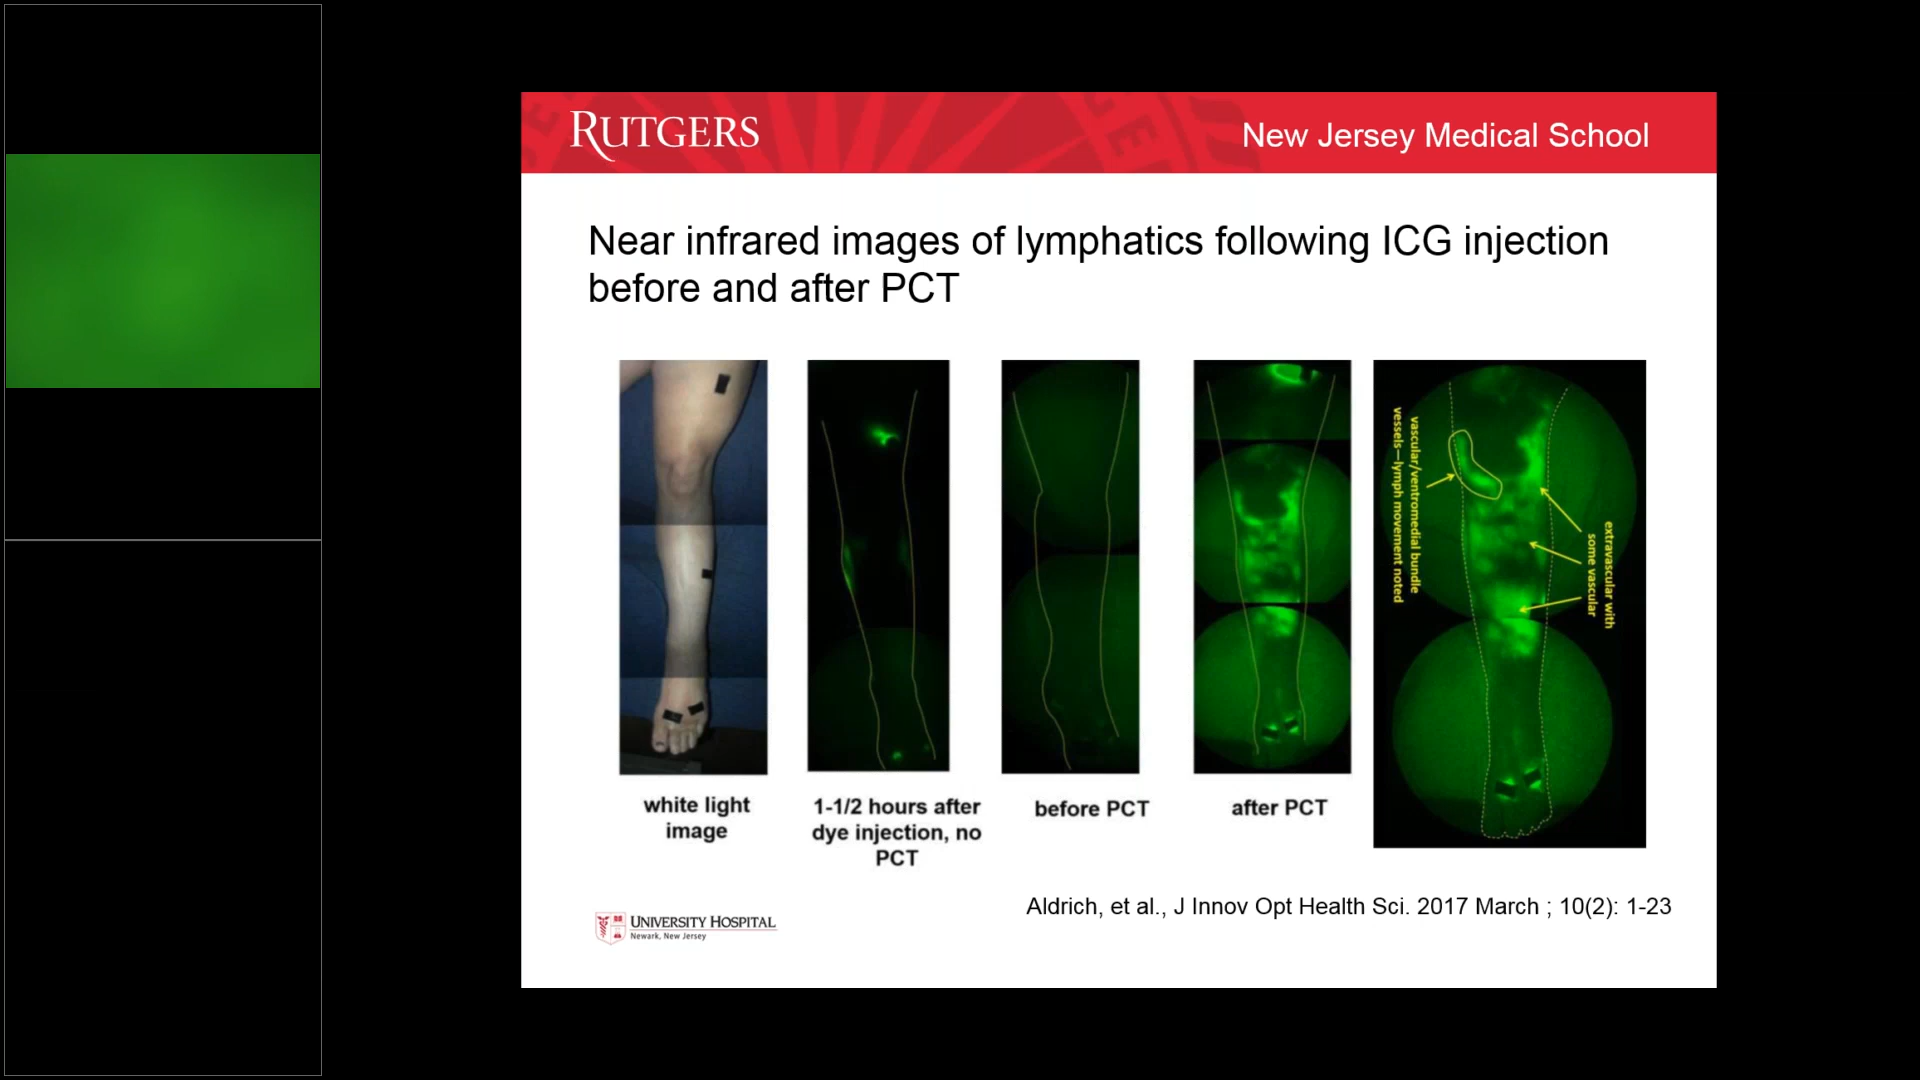 RUTGERS
New Jersey Medical School
Near infrared images of lymphatics following ICG injection
before and after PCT
vascular/ventromedial bundle
vessels—lymph movement noted
extravascular with
some vascular
white light
image
1-1/2 hours after
dye injection, no
PCT
before PCT
after PCT
Aldrich, et al., J Innov Opt Health Sci. 2017 March ; 10(2): 1-23
UNIVERSITY HOSPITAL
Newark, New Jersey